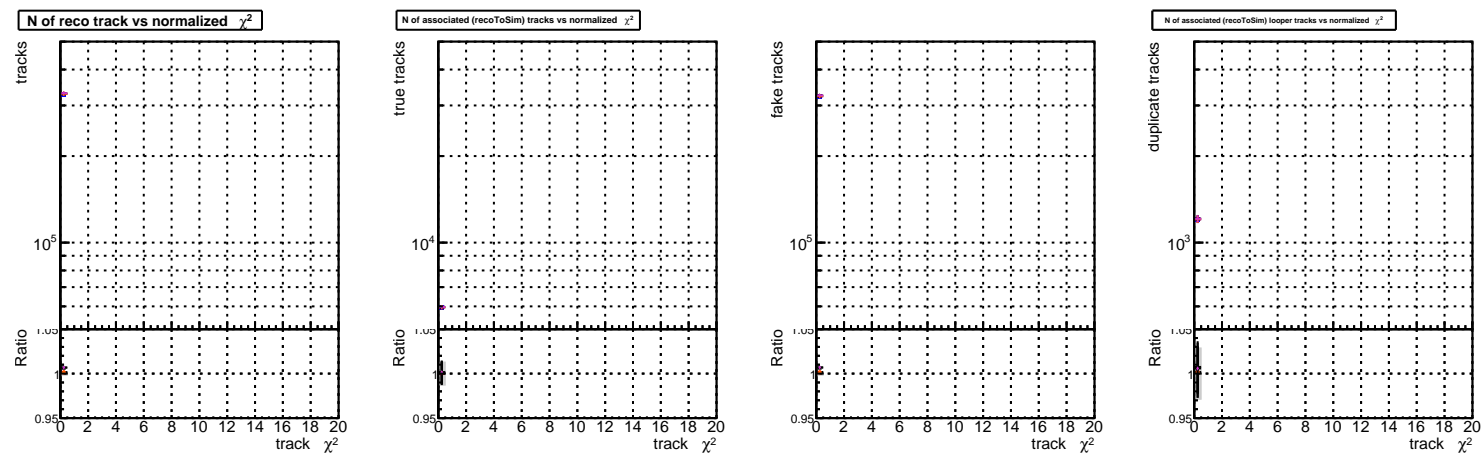 N of reco track vs normalized χ²
tracks
10⁵
1.05
Ratio
1
0.95
0 2 4 6 8 10 12 14 16 18 20
track χ²
N of associated (recoToSim) tracks vs normalized χ²
true tracks
10⁴
1.05
Ratio
1
0.95
0 2 4 6 8 10 12 14 16 18 20
track χ²
fake tracks
10⁵
1.05
Ratio
1
0.95
0 2 4 6 8 10 12 14 16 18 20
track χ²
N of associated (recoToSim) looper tracks vs normalized χ²
duplicate tracks
10³
1.05
Ratio
1
0.95
0 2 4 6 8 10 12 14 16 18 20
track χ²